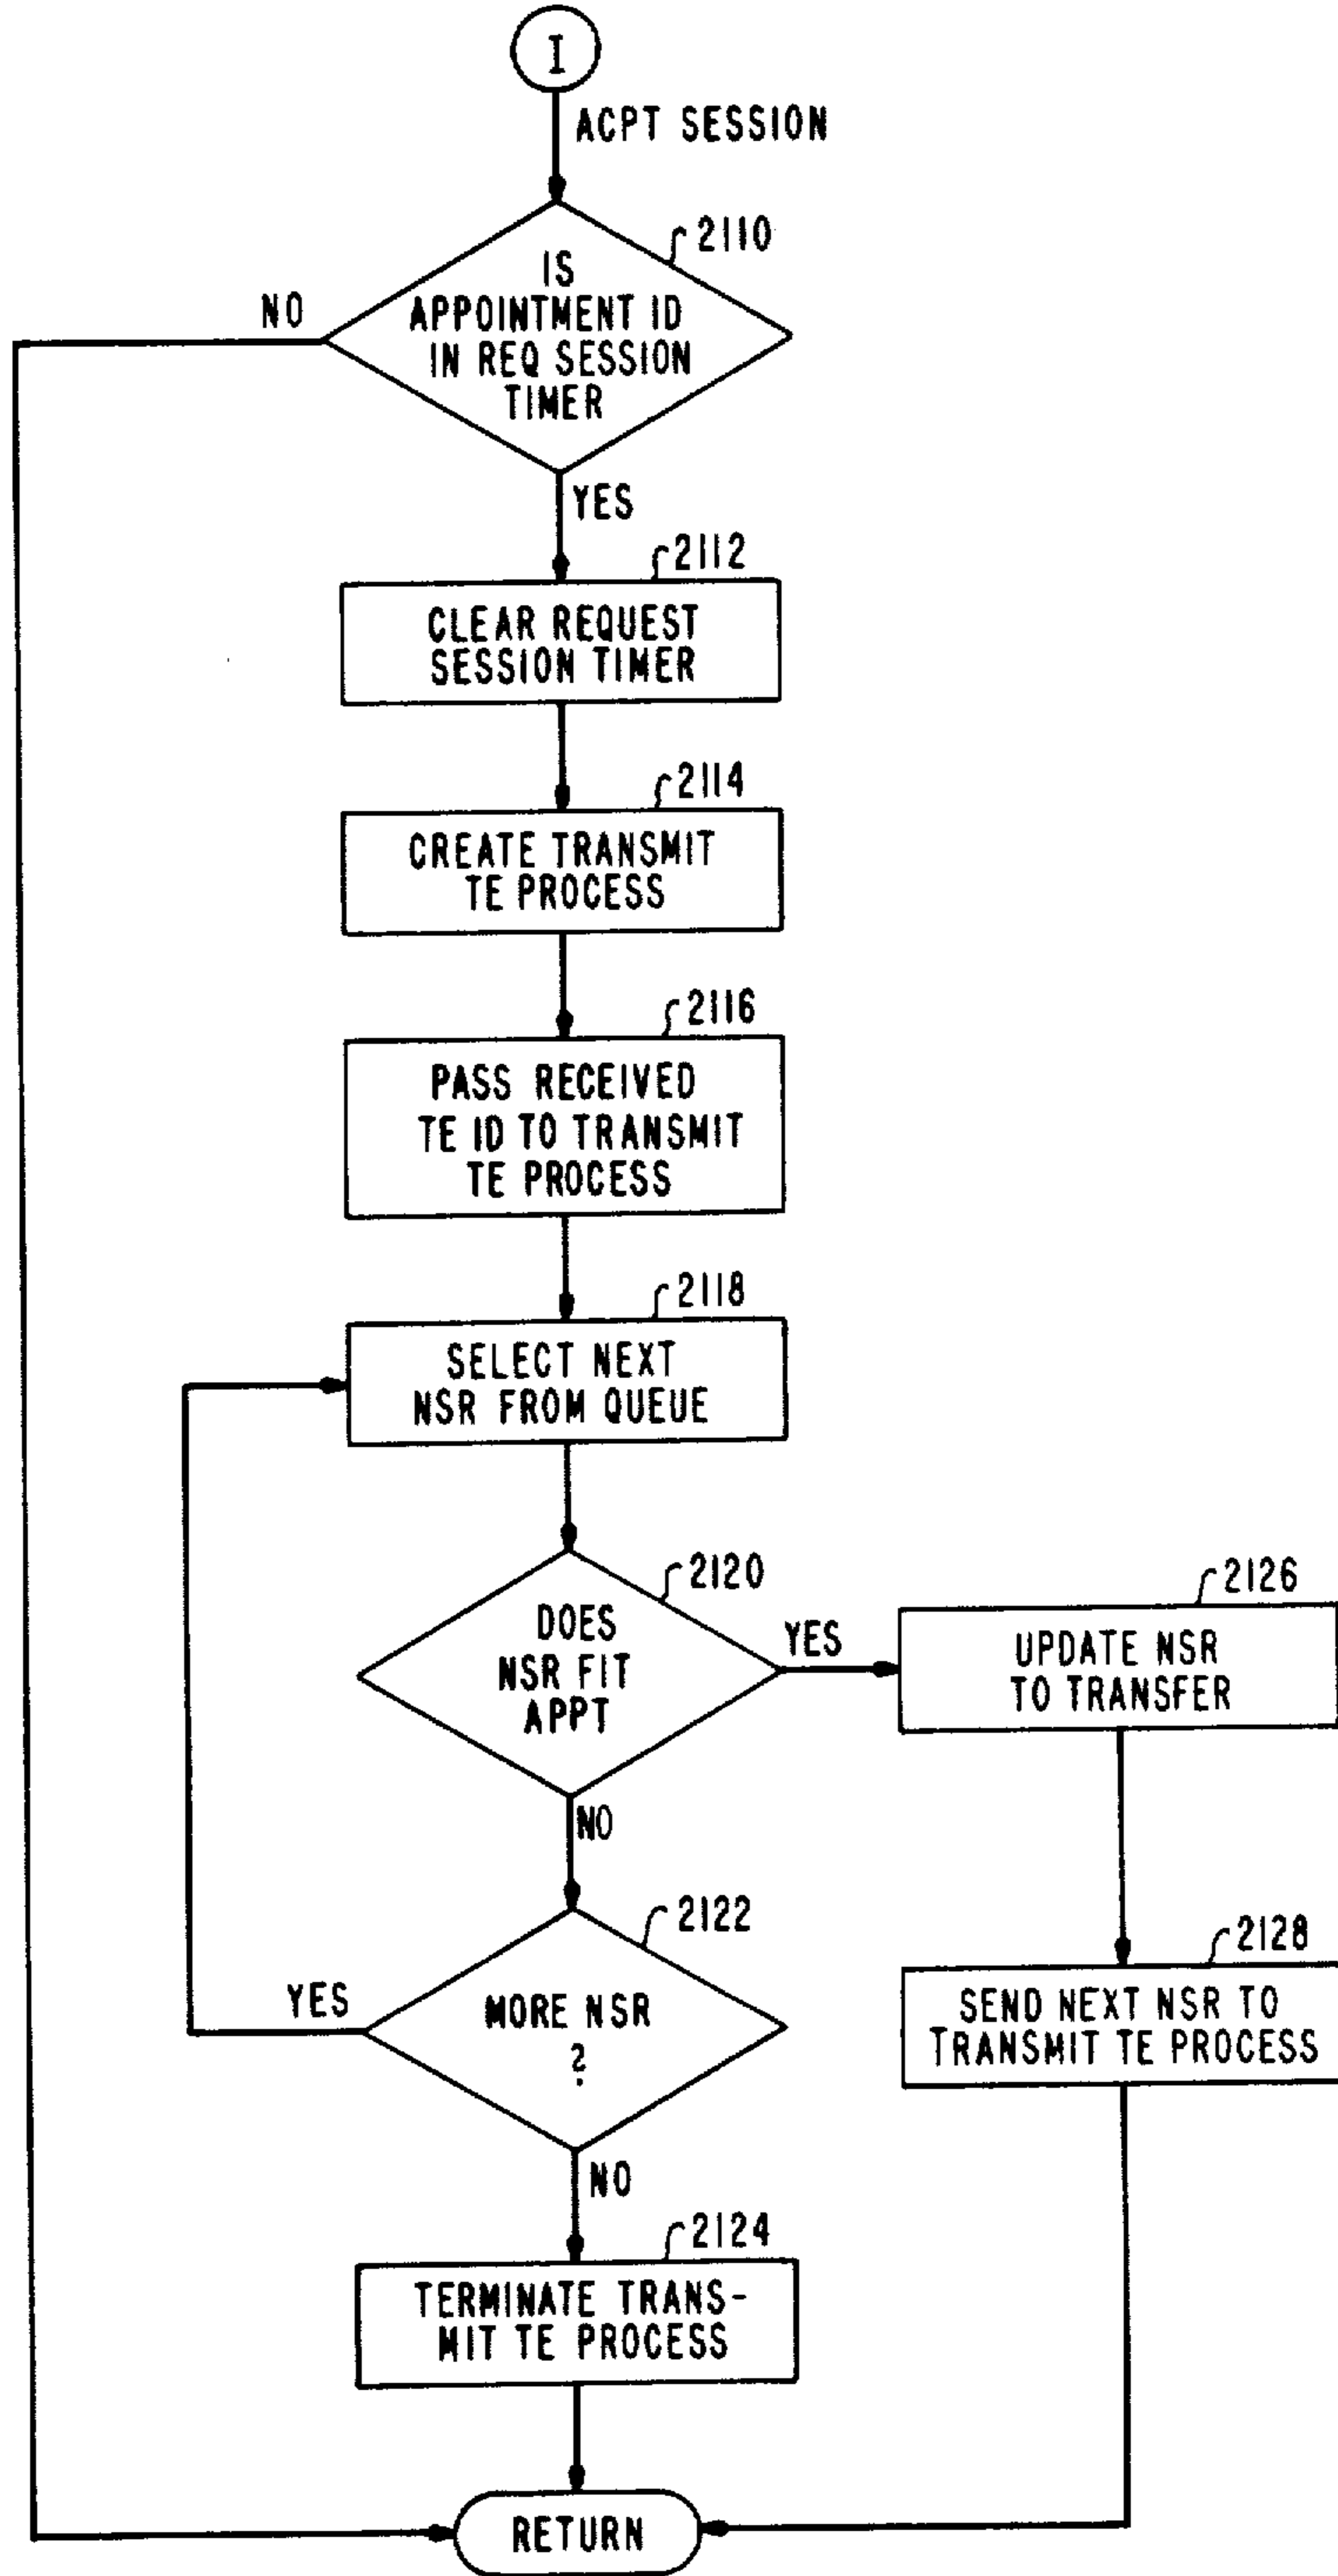 I
ACPT SESSION
2110
IS
APPOINTMENT ID
IN REQ SESSION
TIMER
NO
YES
2112
CLEAR REQUEST
SESSION TIMER
2114
CREATE TRANSMIT
TE PROCESS
2116
PASS RECEIVED
TE ID TO TRANSMIT
TE PROCESS
2118
SELECT NEXT
NSR FROM QUEUE
2120
DOES
NSR FIT
APPT
YES
2126
UPDATE NSR
TO TRANSFER
NO
2122
MORE NSR
?
YES
2128
SEND NEXT NSR TO
TRANSMIT TE PROCESS
NO
2124
TERMINATE TRANS-
MIT TE PROCESS
RETURN